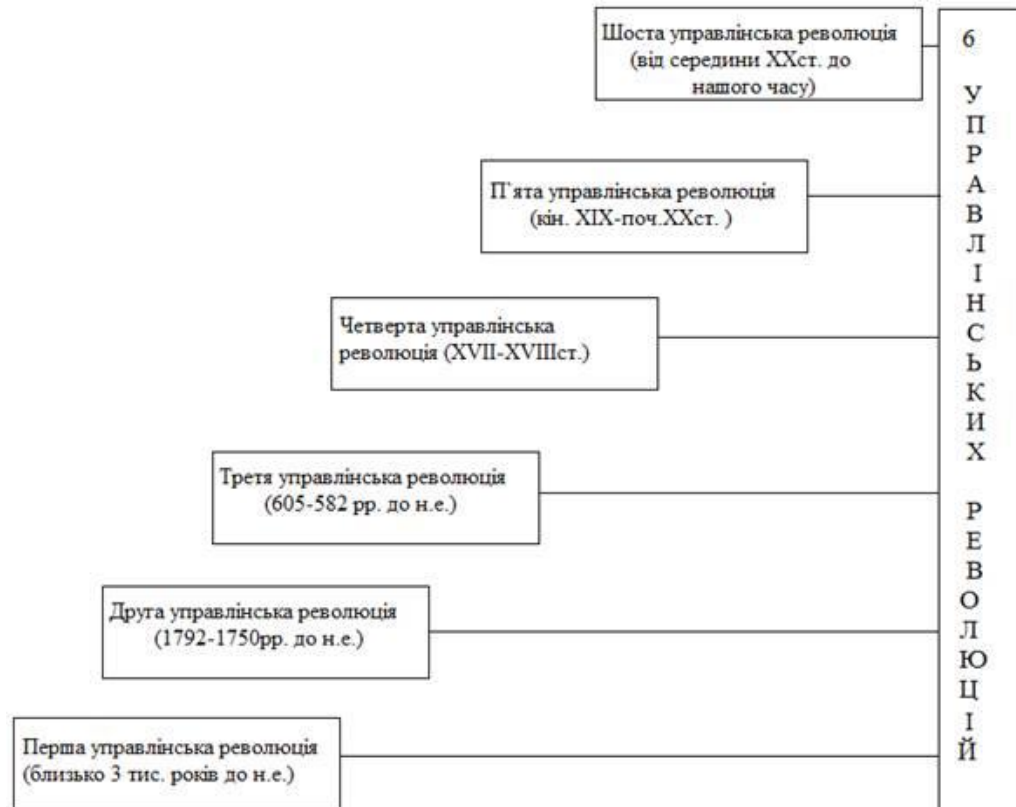 Шоста управлінська революція
(від середини ХХст. до
нашого часу)
П`ята управлінська революція
(кін. ХІХ-поч.ХХст. )
Четверта управлінська
революція (XVII-XVIIIст.)
Третя управлінська революція
(605-582 рр. до н.е.)
Друга управлінська революція
(1792-1750рр. до н.е.)
Перша управлінська революція
(близько 3 тис. років до н.е.)
6 УПРАВЛІНСЬКИХ РЕВОЛЮЦІЙ